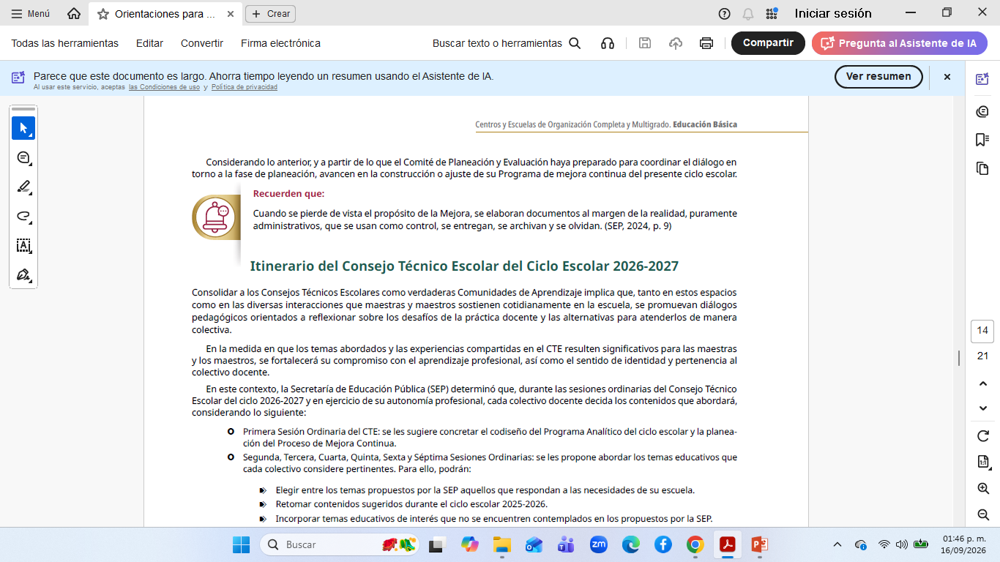 Menú
Orientaciones para ...
Crear
Iniciar sesión
Todas las herramientas
Editar
Convertir
Firma electrónica
Buscar texto o herramientas
Compartir
Pregunta al Asistente de IA
Parece que este documento es largo. Ahorra tiempo leyendo un resumen usando el Asistente de IA.
Al usar este servicio, aceptas las Condiciones de uso y Política de privacidad
Ver resumen
Centros y Escuelas de Organización Completa y Multigrado. Educación Básica
Considerando lo anterior, y a partir de lo que el Comité de Planeación y Evaluación haya preparado para coordinar el diálogo en
torno a la fase de planeación, avancen en la construcción o ajuste de su Programa de mejora continua del presente ciclo escolar.
Recuerden que:
Cuando se pierde de vista el propósito de la Mejora, se elaboran documentos al margen de la realidad, puramente
administrativos, que se usan como control, se entregan, se archivan y se olvidan. (SEP, 2024, p. 9)
Itinerario del Consejo Técnico Escolar del Ciclo Escolar 2026-2027
Consolidar a los Consejos Técnicos Escolares como verdaderas Comunidades de Aprendizaje implica que, tanto en estos espacios
como en las diversas interacciones que maestras y maestros sostienen cotidianamente en la escuela, se promuevan diálogos
pedagógicos orientados a reflexionar sobre los desafíos de la práctica docente y las alternativas para atenderlos de manera
colectiva.
En la medida en que los temas abordados y las experiencias compartidas en el CTE resulten significativos para las maestras
y los maestros, se fortalecerá su compromiso con el aprendizaje profesional, así como el sentido de identidad y pertenencia al
colectivo docente.
En este contexto, la Secretaría de Educación Pública (SEP) determinó que, durante las sesiones ordinarias del Consejo Técnico
Escolar del ciclo 2026-2027 y en ejercicio de su autonomía profesional, cada colectivo docente decida los contenidos que abordará,
considerando lo siguiente:
Primera Sesión Ordinaria del CTE: se les sugiere concretar el codiseño del Programa Analítico del ciclo escolar y la planea-
ción del Proceso de Mejora Continua.
Segunda, Tercera, Cuarta, Quinta, Sexta y Séptima Sesiones Ordinarias: se les propone abordar los temas educativos que
cada colectivo considere pertinentes. Para ello, podrán:
Elegir entre los temas propuestos por la SEP aquellos que respondan a las necesidades de su escuela.
Retomar contenidos sugeridos durante el ciclo escolar 2025-2026.
Incorporar temas educativos de interés que no se encuentren contemplados en los propuestos por la SEP.
14
21
1:1
Buscar
zm
01:46 p. m.
16/09/2026